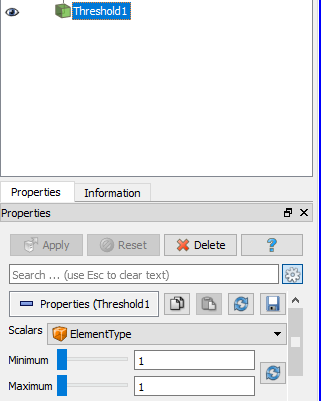 Threshold1
Properties Information
Properties
Apply Reset Delete ?
Search ... (use Esc to clear text)
Properties (Threshold1
Scalars ElementType
Minimum 1
Maximum 1